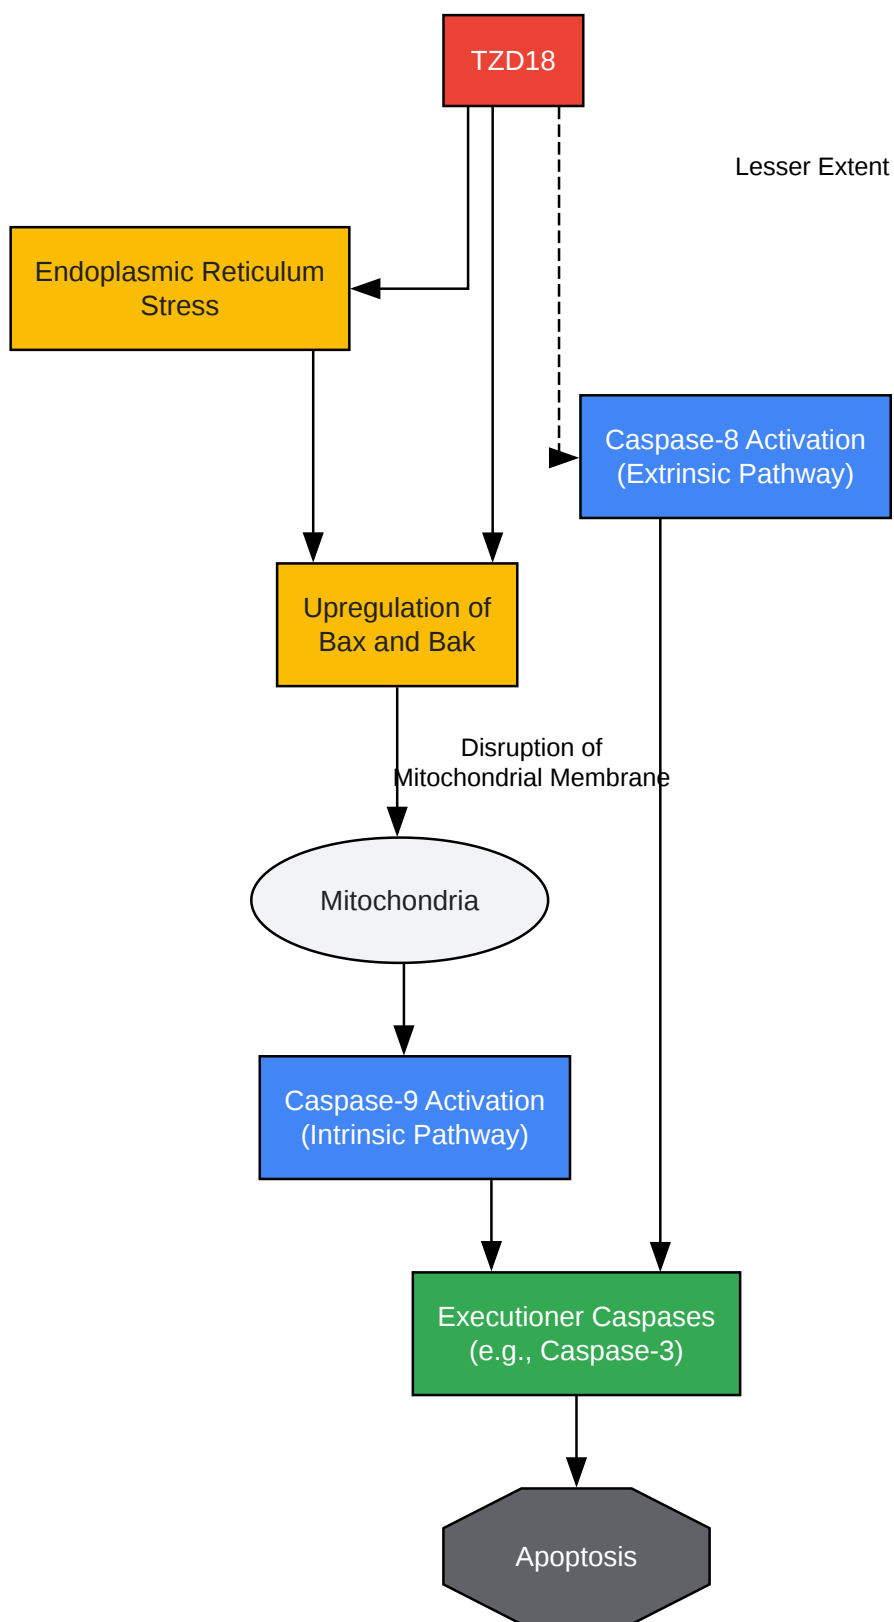 TZD18
Lesser Extent
Endoplasmic Reticulum
Stress
Caspase-8 Activation
(Extrinsic Pathway)
Upregulation of
Bax and Bak
Disruption of
Mitochondrial Membrane
Mitochondria
Caspase-9 Activation
(Intrinsic Pathway)
Executioner Caspases
(e.g., Caspase-3)
Apoptosis